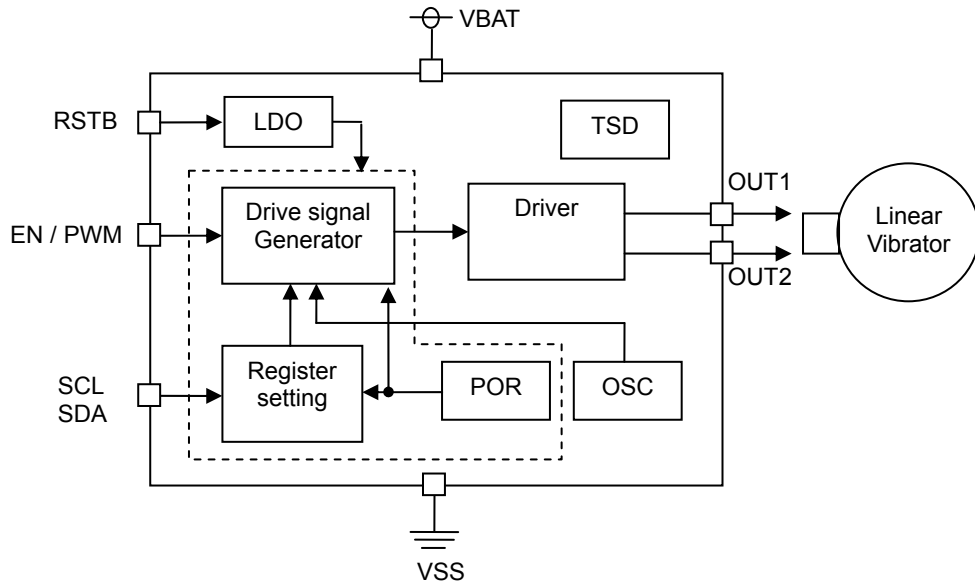 VBAT
RSTB
LDO
TSD
OUT1
EN / PWM
Drive signal
Generator
Driver
Linear
Vibrator
OUT2
SCL
SDA
Register
setting
POR
OSC
VSS